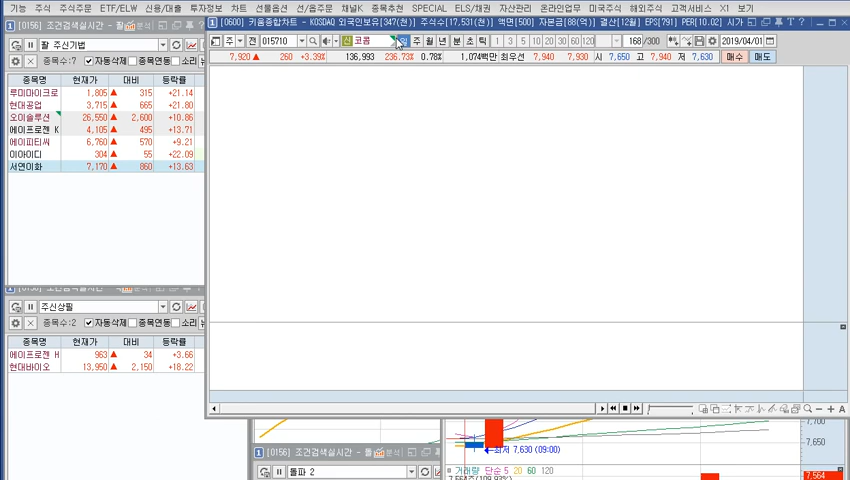 기능 주식 주식주문 ETF/ELW 신용/대출 투자정보 차트 선물옵션 선/옵주문 채널K 종목추천 SPECIAL ELS/채권 자산관리 온라인업무 미국주식 해외주식 고객서비스 X1 보기
[0156] 조건검색실시간 - 꽐
[0600] 키움종합차트 - KOSDAQ 외국인보유[347(천)] 주식수[17,531(천)] 액면[500] 자본금[88(억)] 결산[12월] EPS[791] PER[10.02] 시가
꽐 주신기법
주 전 015710 신 코콤 일 주 월 년 분 초 틱 1 3 5 10 20 30 60 120 168 /300 2019/04/01
종목수:7 자동삭제 종목연동 소리
7,920 ▲ 260 +3.39% 136,993 236.73% 0.78% 1,074백만 최우선 7,940 7,930 시 7,650 고 7,940 저 7,630 매수 매도
종목명 현재가 대비 등락률
루미마이크로 1,805 ▲ 315 +21.14
현대공업 3,715 ▲ 665 +21.80
오이솔루션 26,550 ▲ 2,600 +10.86
에이프로젠 K 4,105 ▲ 495 +13.71
에이피티씨 6,760 ▲ 570 +9.21
이아이디 304 ▲ 55 +22.09
서연이화 7,170 ▲ 860 +13.63
[0156] 조건검색실시간 -
주신상필
종목수:2 자동삭제 종목연동 소리
종목명 현재가 대비 등락률
에이프로젠 H 963 ▲ 34 +3.66
현대바이오 13,950 ▲ 2,150 +18.22
A
7,700
7,650
최저 7,630 (09:00)
[0156] 조건검색실시간 - 돌
돌파 2
거래량 단순 5 20 60 120
7,564